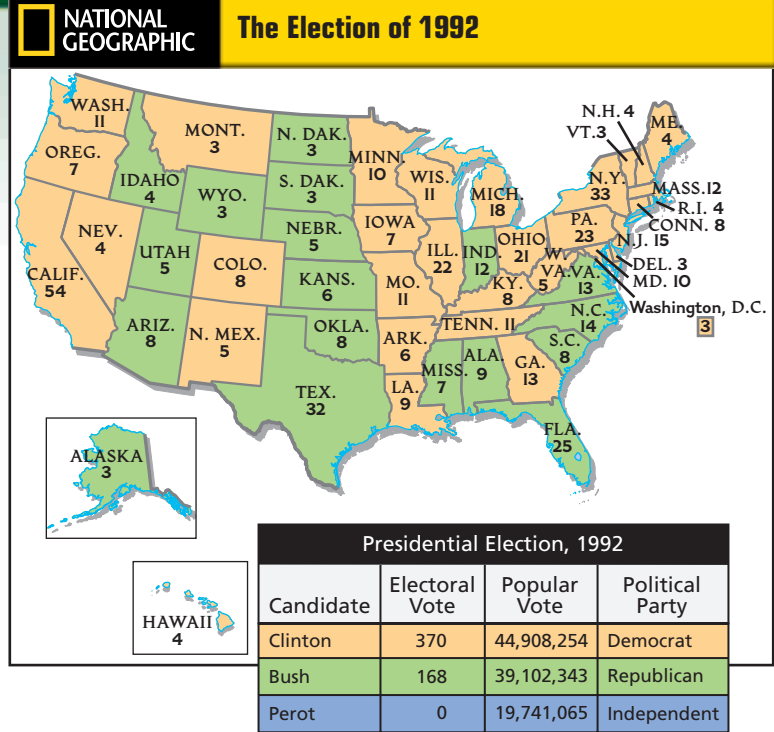 NATIONAL
GEOGRAPHIC
The Election of 1992
WASH.
11
OREG.
7
CALIF.
54
NEV.
4
IDAHO
4
MONT.
3
WYO.
3
UTAH
5
ARIZ.
8
COLO.
8
N. MEX.
5
N. DAK.
3
S. DAK.
3
NEBR.
5
KANS.
6
OKLA.
8
TEX.
32
MINN.
10
IOWA
7
MO.
11
ARK.
6
LA.
9
WIS.
11
ILL.
22
MICH.
18
IND.
12
OHIO
21
KY.
8
TENN. 11
MISS.
7
ALA.
9
GA.
13
FLA.
25
S.C.
8
N.C.
14
VA.
13
W.
VA.
5
PA.
23
N.Y.
33
VT. 3
N.H. 4
ME.
4
MASS. 12
R.I. 4
CONN. 8
N.J. 15
DEL. 3
MD. 10
Washington, D.C.
3
ALASKA
3
HAWAII
4
Presidential Election, 1992
Candidate Electoral Vote Popular Vote Political Party
Clinton 370 44,908,254 Democrat
Bush 168 39,102,343 Republican
Perot 0 19,741,065 Independent